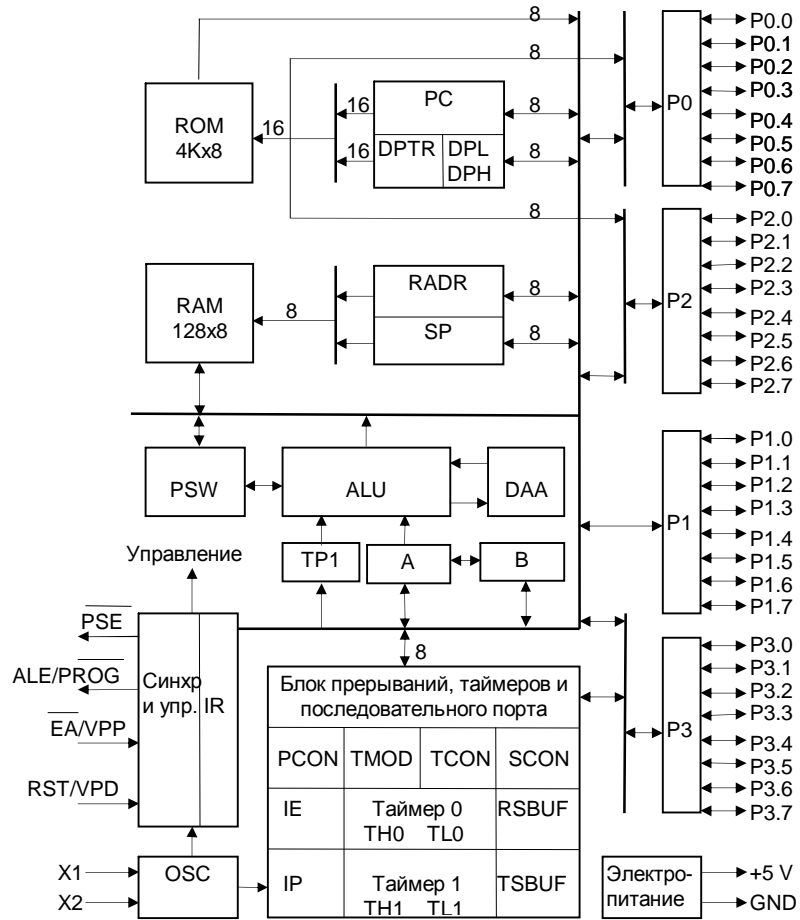 8
8
ROM
4Kx8
16
16
16
PC
DPTR
DPL
DPH
8
8
P0
P0.0
P0.1
P0.2
P0.3
P0.4
P0.5
P0.6
P0.7
8
RAM
128x8
8
RADR
SP
8
8
P2
P2.0
P2.1
P2.2
P2.3
P2.4
P2.5
P2.6
P2.7
PSW
ALU
DAA
TP1
A
B
P1
P1.0
P1.1
P1.2
P1.3
P1.4
P1.5
P1.6
P1.7
Управление
PSE
ALE/PROG
EA/VPP
RST/VPD
Синхр
и упр.
IR
8
Блок прерываний, таймеров и
последовательного порта
PCON
TMOD
TCON
SCON
IE
Таймер 0
TH0 TL0
RSBUF
IP
Таймер 1
TH1 TL1
TSBUF
P3
P3.0
P3.1
P3.2
P3.3
P3.4
P3.5
P3.6
P3.7
X1
X2
OSC
Электро-
питание
+5 V
GND